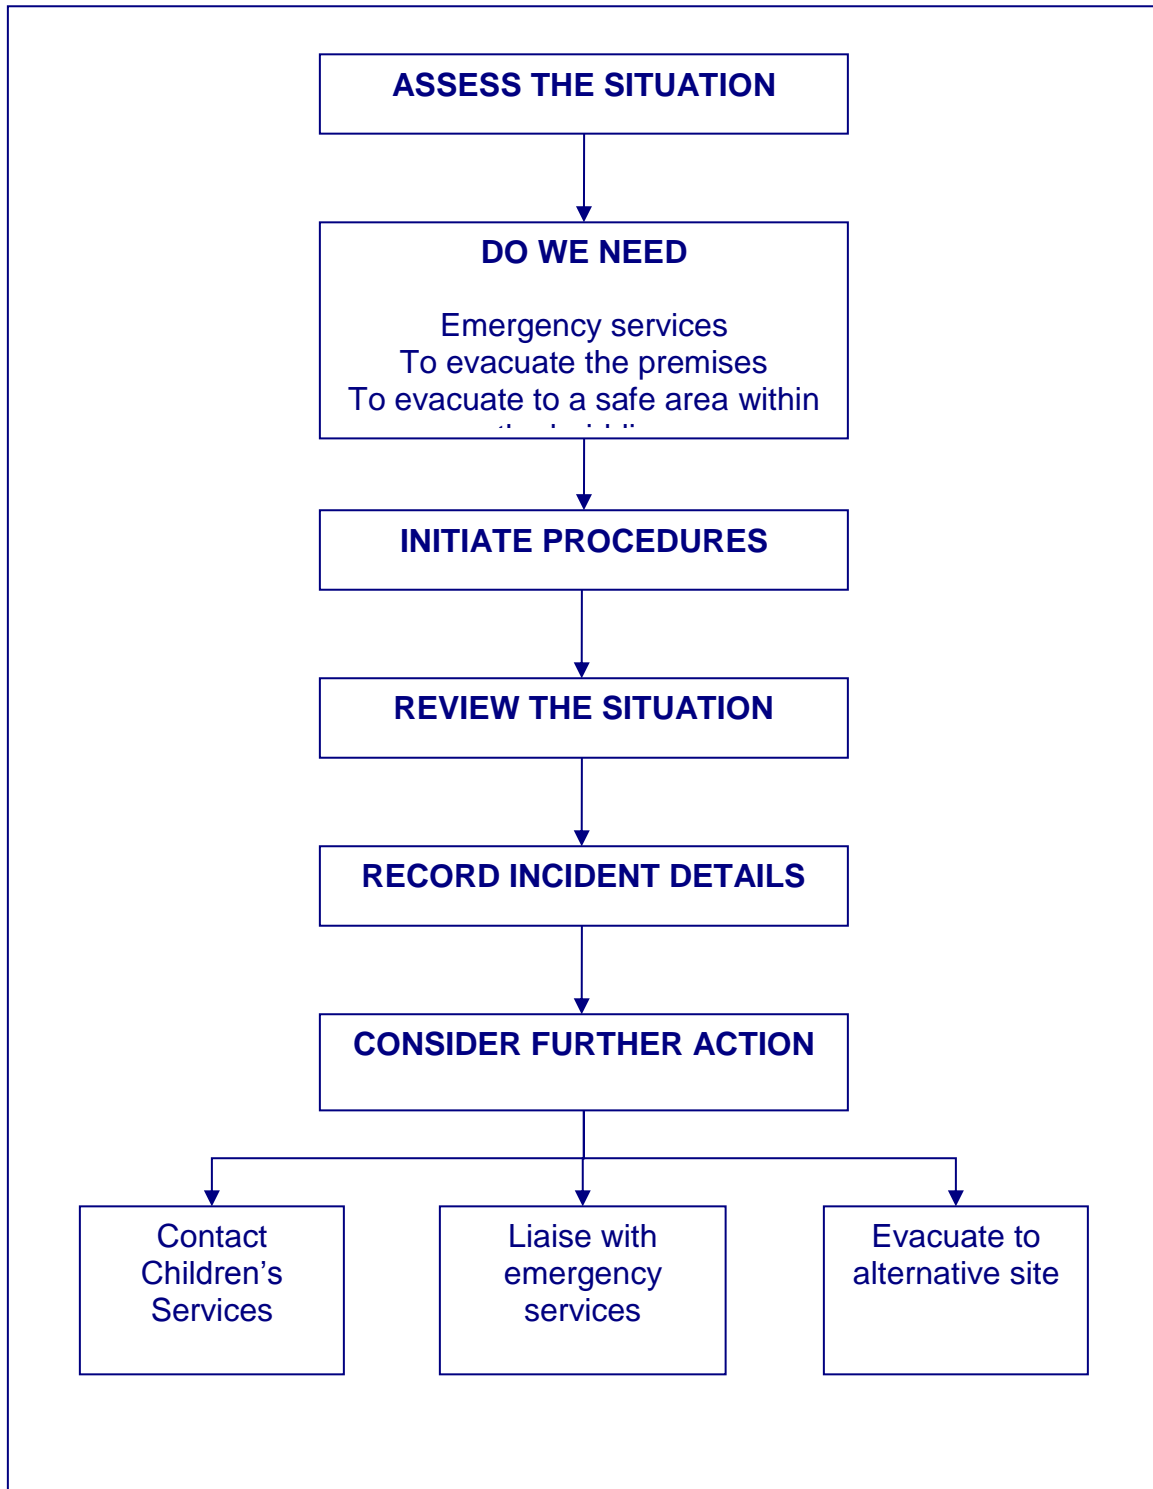 ASSESS THE SITUATION
DO WE NEED
Emergency services
To evacuate the premises
To evacuate to a safe area within
INITIATE PROCEDURES
REVIEW THE SITUATION
RECORD INCIDENT DETAILS
CONSIDER FURTHER ACTION
Contact
Children’s
Services
Liaise with
emergency
services
Evacuate to
alternative site